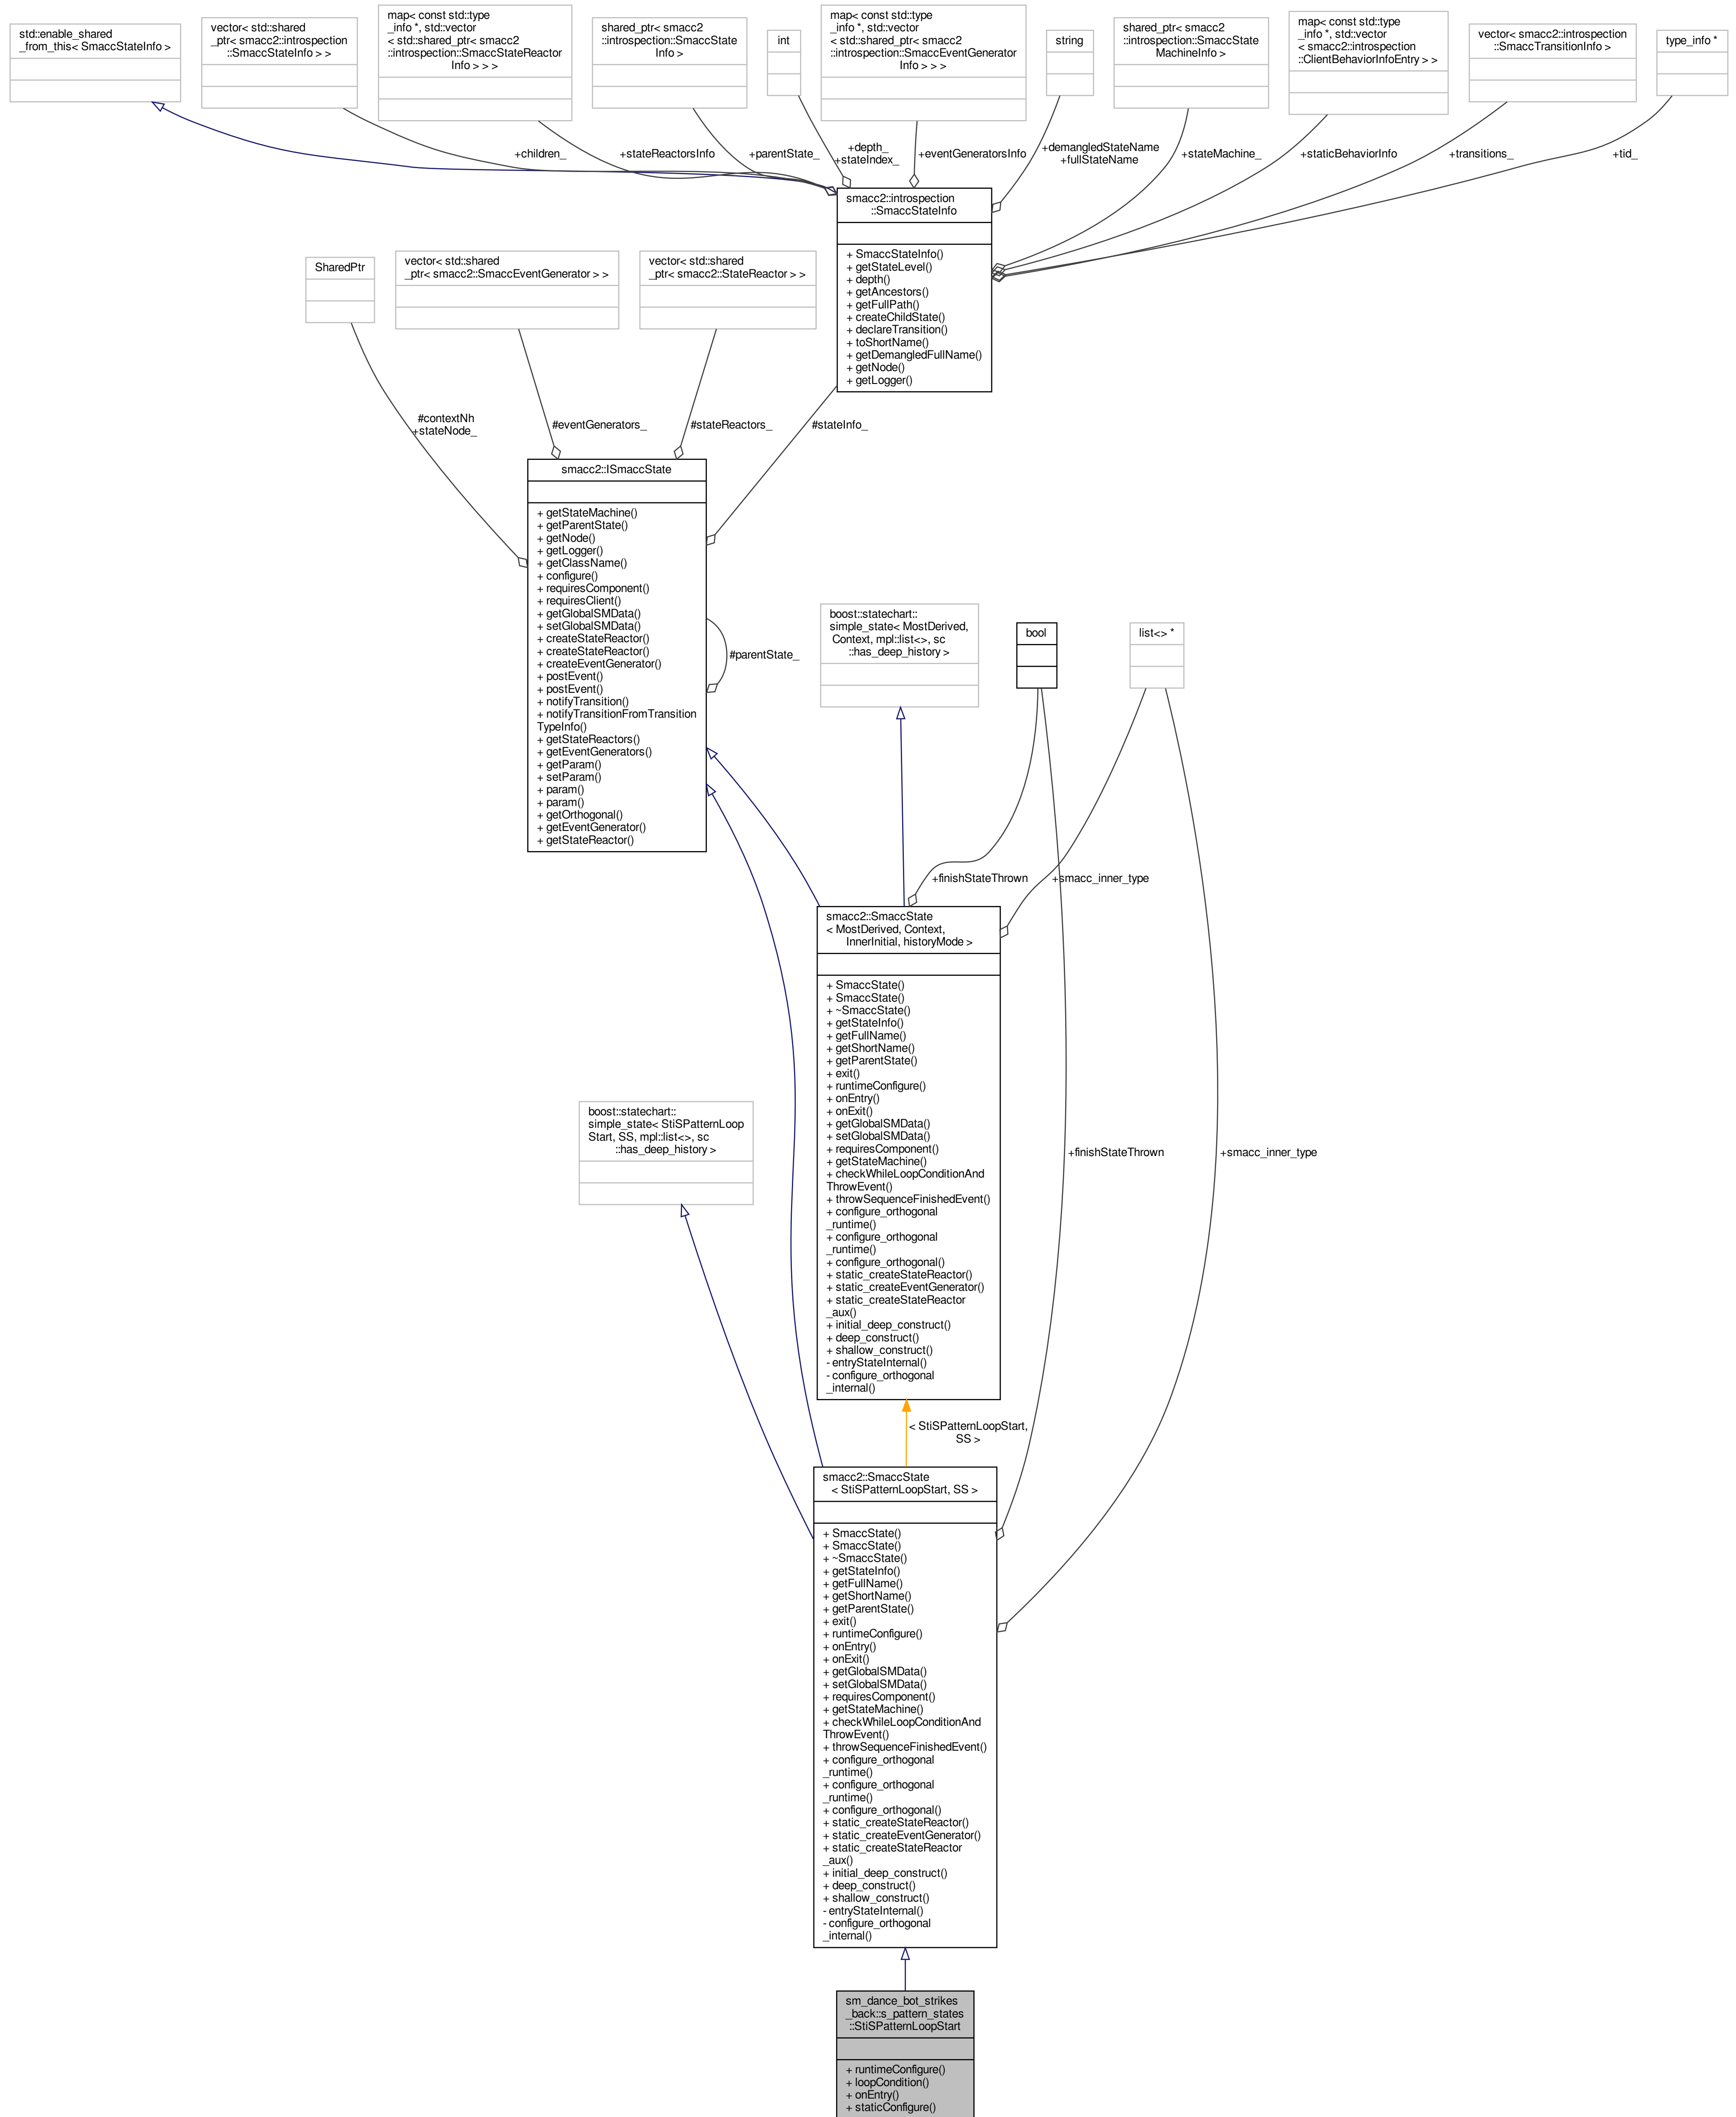 std::enable_shared
_from_this< SmaccStateInfo >
vector< std::shared
_ptr< smacc2::introspection
::SmaccStateInfo > >
map< const std::type
_info *, std::vector
< std::shared_ptr< smacc2
::introspection::SmaccStateReactor
Info > > >
shared_ptr< smacc2
::introspection::SmaccState
Info >
int
map< const std::type
_info *, std::vector
< std::shared_ptr< smacc2
::introspection::SmaccEventGenerator
Info > > >
string
shared_ptr< smacc2
::introspection::SmaccState
MachineInfo >
map< const std::type
_info *, std::vector
< smacc2::introspection
::ClientBehaviorInfoEntry > >
vector< smacc2::introspection
::SmaccTransitionInfo >
type_info *
+children_
+stateReactorsInfo
+parentState_
+depth_
+stateIndex_
+eventGeneratorsInfo
+demangledStateName
+fullStateName
+stateMachine_
+staticBehaviorInfo
+transitions_
+tid_
smacc2::introspection
::SmaccStateInfo
+ SmaccStateInfo()
+ getStateLevel()
+ depth()
+ getAncestors()
+ getFullPath()
+ createChildState()
+ declareTransition()
+ toShortName()
+ getDemangledFullName()
+ getNode()
+ getLogger()
SharedPtr
vector< std::shared
_ptr< smacc2::SmaccEventGenerator > >
vector< std::shared
_ptr< smacc2::StateReactor > >
#contextNh
+stateNode_
#eventGenerators_
#stateReactors_
#stateInfo_
smacc2::ISmaccState
+ getStateMachine()
+ getParentState()
+ getNode()
+ getLogger()
+ getClassName()
+ configure()
+ requiresComponent()
+ requiresClient()
+ getGlobalSMData()
+ setGlobalSMData()
+ createStateReactor()
+ createStateReactor()
+ createEventGenerator()
+ postEvent()
+ postEvent()
+ notifyTransition()
+ notifyTransitionFromTransition
TypeInfo()
+ getStateReactors()
+ getEventGenerators()
+ getParam()
+ setParam()
+ param()
+ param()
+ getOrthogonal()
+ getEventGenerator()
+ getStateReactor()
#parentState_
boost::statechart::
simple_state< MostDerived,
Context, mpl::list<>, sc
::has_deep_history >
bool
list<> *
+finishStateThrown
+smacc_inner_type
smacc2::SmaccState
< MostDerived, Context,
InnerInitial, historyMode >
+ SmaccState()
+ SmaccState()
+ ~SmaccState()
+ getStateInfo()
+ getFullName()
+ getShortName()
+ getParentState()
+ exit()
+ runtimeConfigure()
+ onEntry()
+ onExit()
+ getGlobalSMData()
+ setGlobalSMData()
+ requiresComponent()
+ getStateMachine()
+ checkWhileLoopConditionAnd
ThrowEvent()
+ throwSequenceFinishedEvent()
+ configure_orthogonal
_runtime()
+ configure_orthogonal
_runtime()
+ configure_orthogonal()
+ static_createStateReactor()
+ static_createEventGenerator()
+ static_createStateReactor
_aux()
+ initial_deep_construct()
+ deep_construct()
+ shallow_construct()
- entryStateInternal()
- configure_orthogonal
_internal()
boost::statechart::
simple_state< StiSPatternLoop
Start, SS, mpl::list<>, sc
::has_deep_history >
+finishStateThrown
+smacc_inner_type
< StiSPatternLoopStart,
SS >
smacc2::SmaccState
< StiSPatternLoopStart, SS >
+ SmaccState()
+ SmaccState()
+ ~SmaccState()
+ getStateInfo()
+ getFullName()
+ getShortName()
+ getParentState()
+ exit()
+ runtimeConfigure()
+ onEntry()
+ onExit()
+ getGlobalSMData()
+ setGlobalSMData()
+ requiresComponent()
+ getStateMachine()
+ checkWhileLoopConditionAnd
ThrowEvent()
+ throwSequenceFinishedEvent()
+ configure_orthogonal
_runtime()
+ configure_orthogonal
_runtime()
+ configure_orthogonal()
+ static_createStateReactor()
+ static_createEventGenerator()
+ static_createStateReactor
_aux()
+ initial_deep_construct()
+ deep_construct()
+ shallow_construct()
- entryStateInternal()
- configure_orthogonal
_internal()
sm_dance_bot_strikes
_back::s_pattern_states
::StiSPatternLoopStart
+ runtimeConfigure()
+ loopCondition()
+ onEntry()
+ staticConfigure()